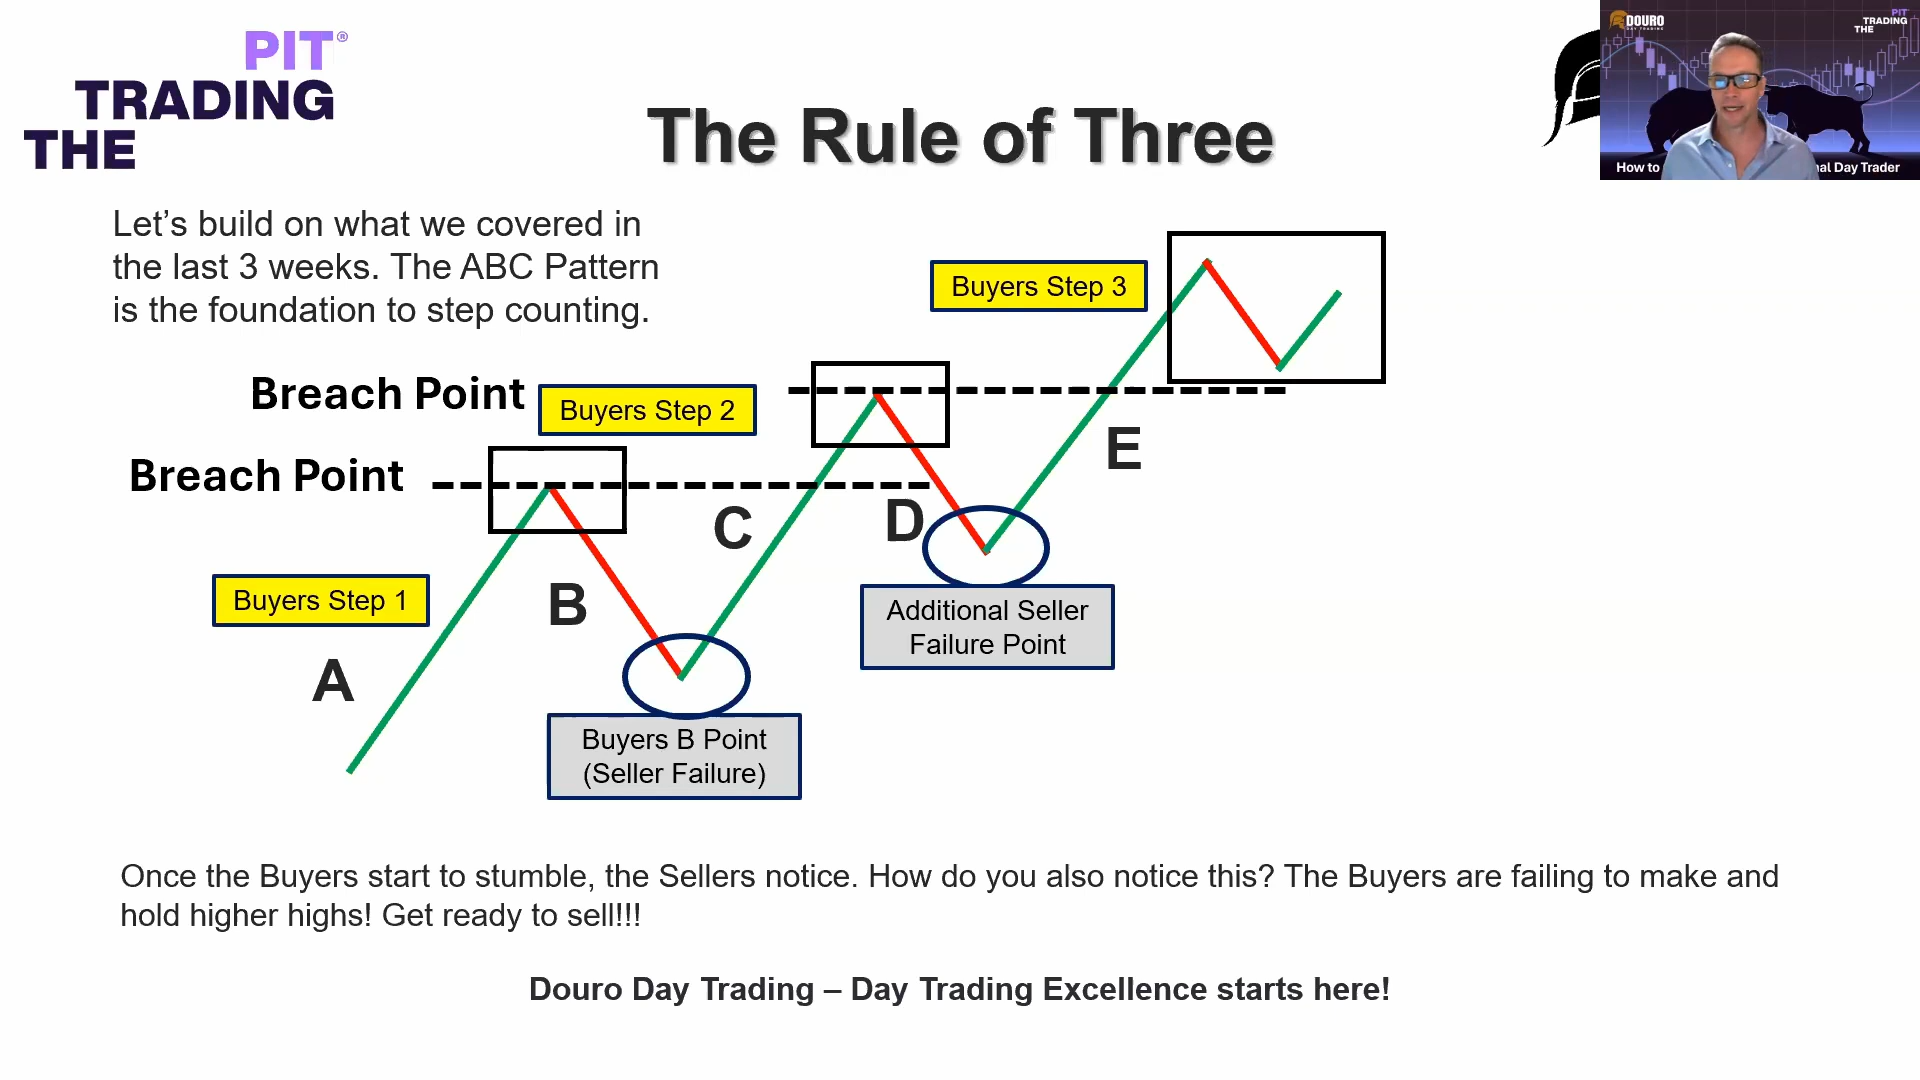 PIT®
TRADING
THE
The Rule of Three
DOURO
DAY TRADING
PIT
TRADING
THE
How to
al Day Trader
Let’s build on what we covered in
the last 3 weeks. The ABC Pattern
is the foundation to step counting.
Buyers Step 3
Breach Point
Buyers Step 2
Breach Point
E
C
D
Buyers Step 1
B
Additional Seller
Failure Point
A
Buyers B Point
(Seller Failure)
Once the Buyers start to stumble, the Sellers notice. How do you also notice this? The Buyers are failing to make and
hold higher highs! Get ready to sell!!!
Douro Day Trading – Day Trading Excellence starts here!